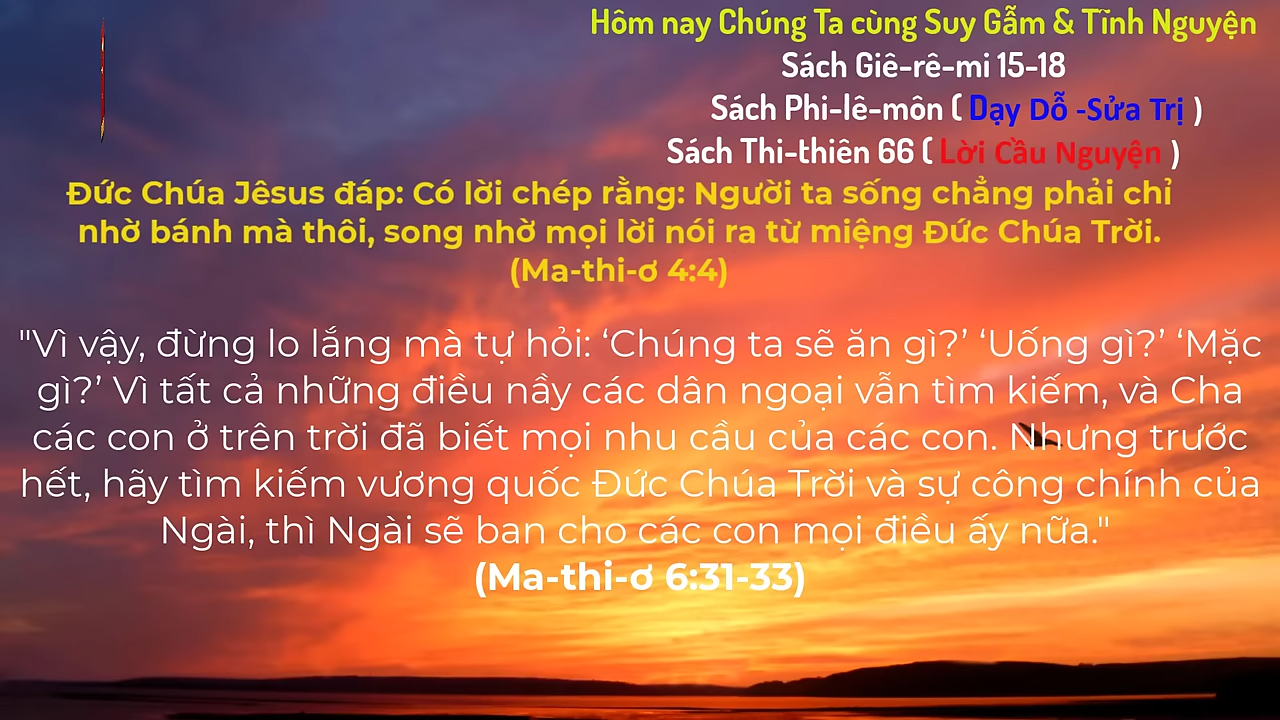 Hôm nay Chúng Ta cùng Suy Gẫm & Tĩnh Nguyện
Sách Giê-rê-mi 15-18
Sách Phi-lê-môn ( Dạy Dỗ -Sửa Trị )
Sách Thi-thiên 66 ( Lời Cầu Nguyện )
Đức Chúa Jêsus đáp: Có lời chép rằng: Người ta sống chẳng phải chỉ
nhờ bánh mà thôi, song nhờ mọi lời nói ra từ miệng Đức Chúa Trời.
(Ma-thi-ơ 4:4)
"Vì vậy, đừng lo lắng mà tự hỏi: ‘Chúng ta sẽ ăn gì?’ ‘Uống gì?’ ‘Mặc
gì?’ Vì tất cả những điều nầy các dân ngoại vẫn tìm kiếm, và Cha
các con ở trên trời đã biết mọi nhu cầu của các con. Nhưng trước
hết, hãy tìm kiếm vương quốc Đức Chúa Trời và sự công chính của
Ngài, thì Ngài sẽ ban cho các con mọi điều ấy nữa."
(Ma-thi-ơ 6:31-33)